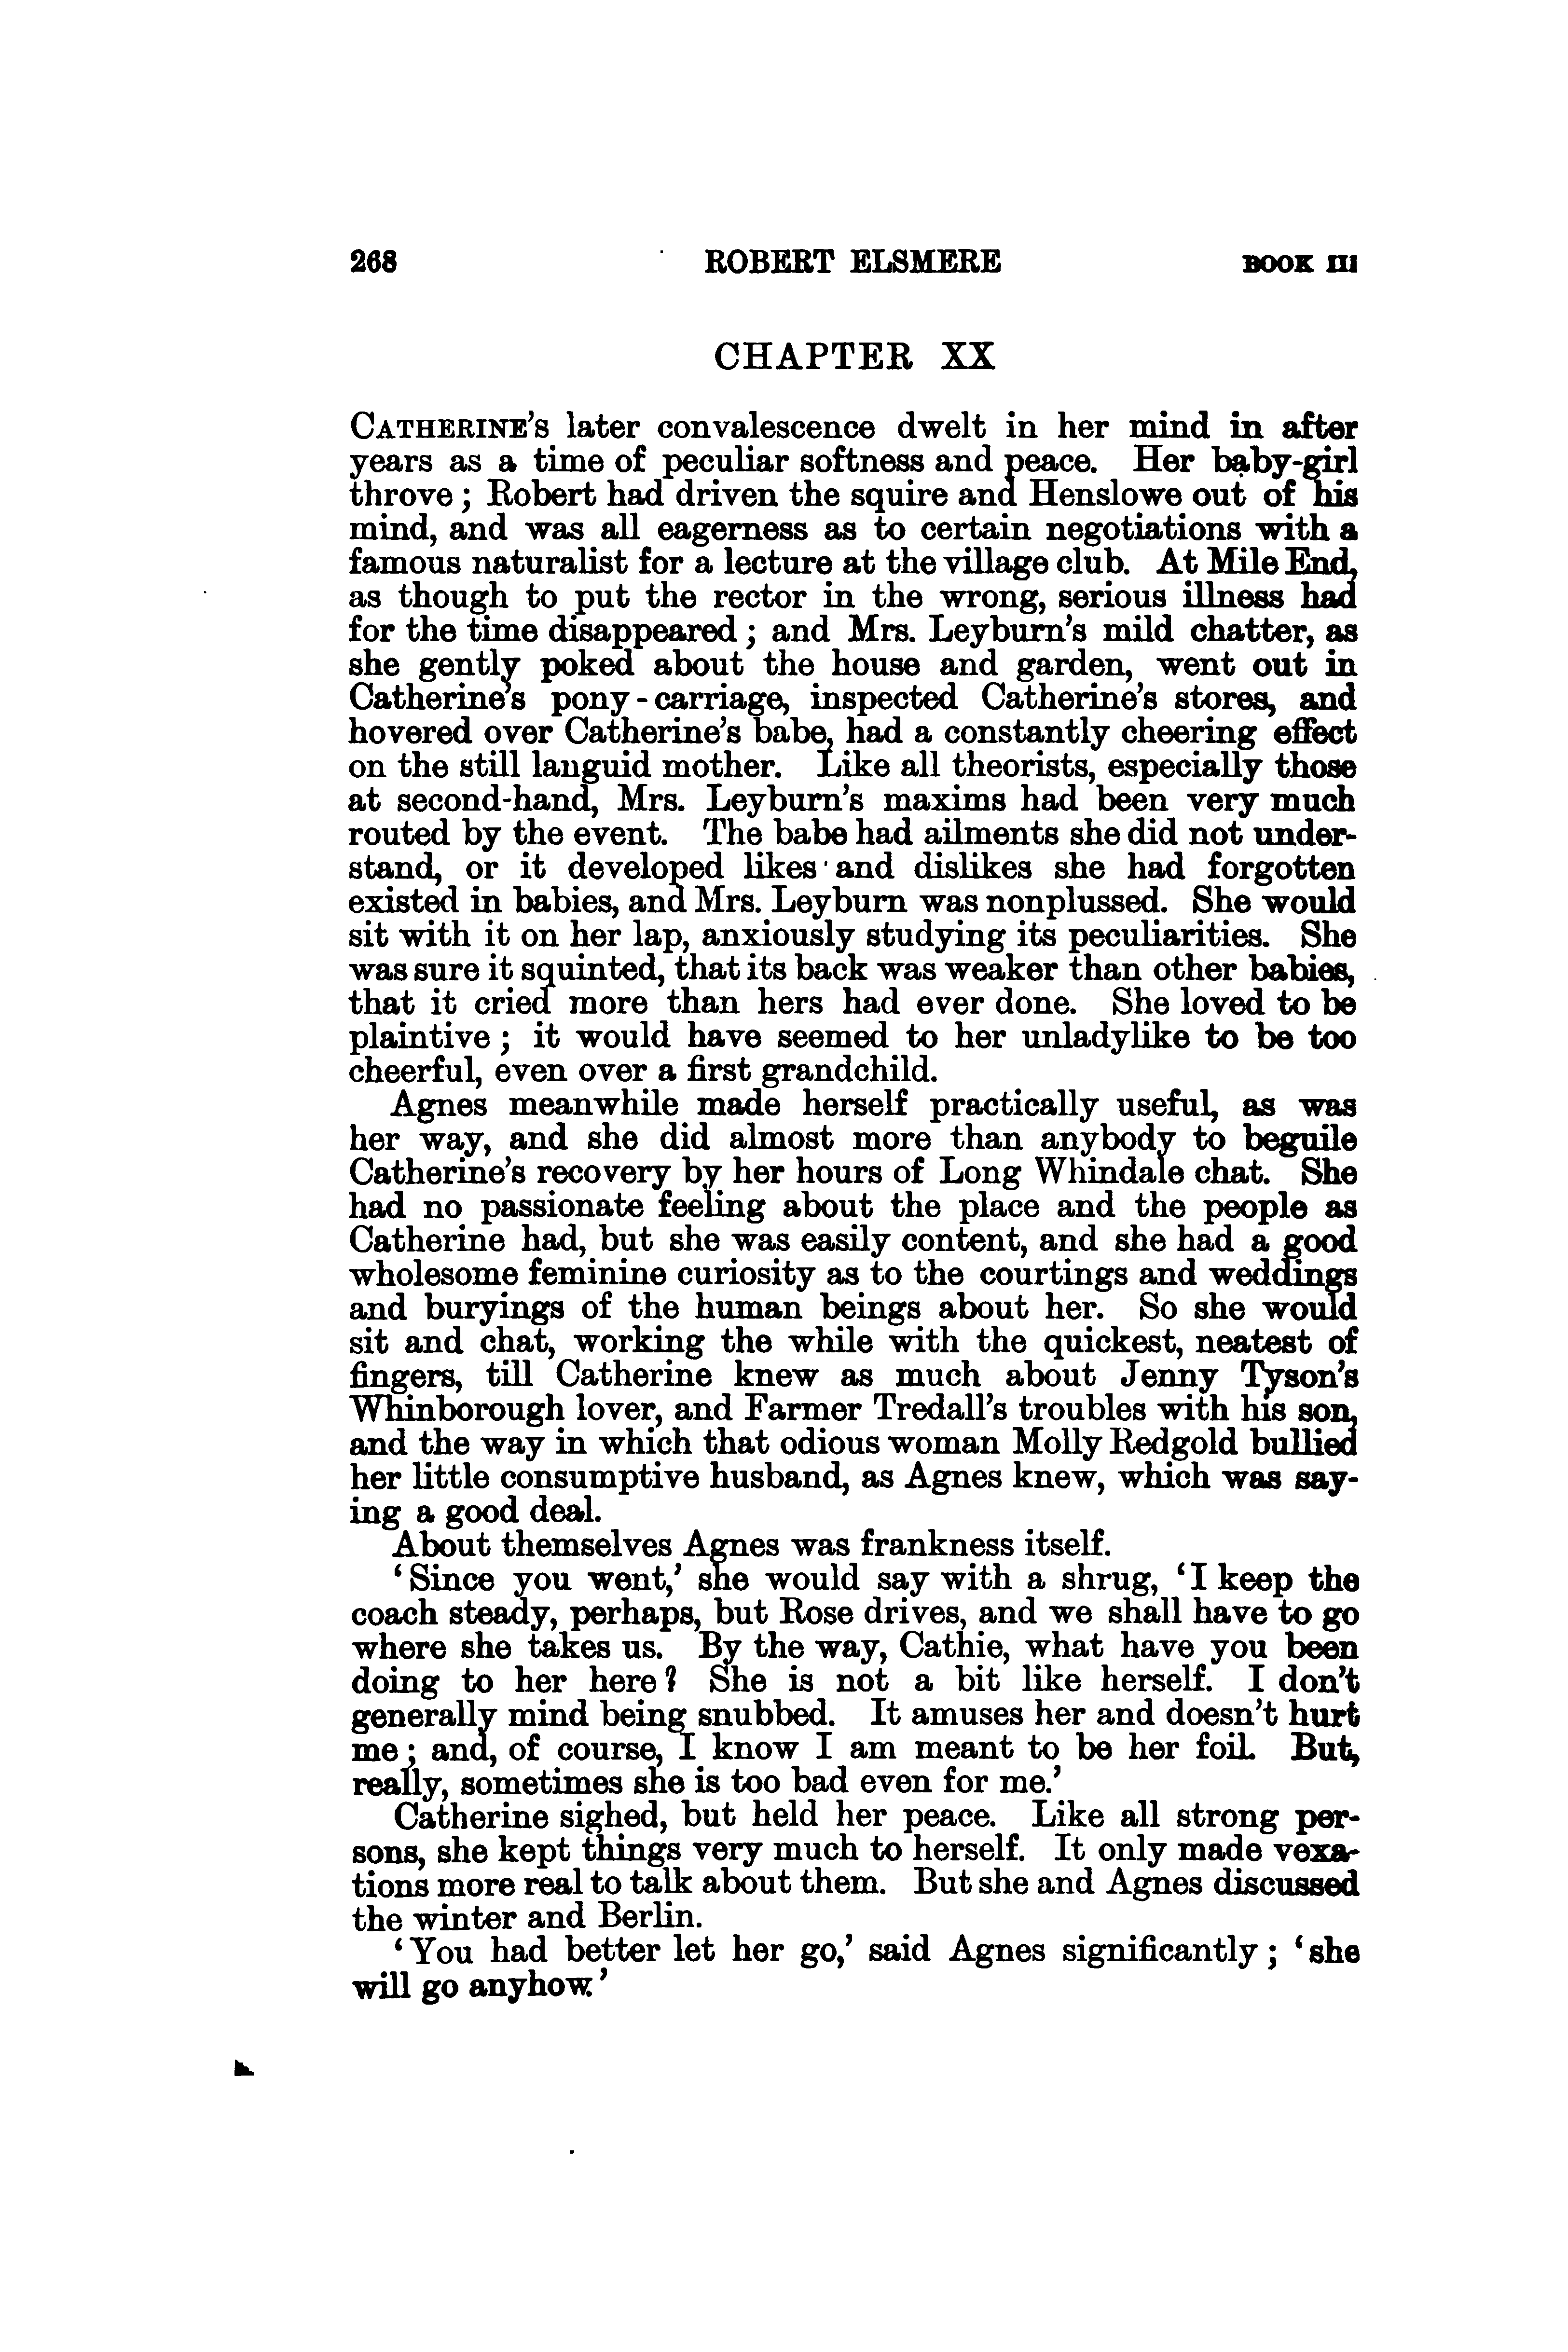 268 ROBERT ELSMERE BOOK III
CHAPTER XX
CATHERINE'S later convalescence dwelt in her mind in after
years as a time of peculiar softness and peace. Her baby-girl
throve; Robert had driven the squire and Henslowe out of his
mind, and was all eagerness as to certain negotiations with a
famous naturalist for a lecture at the village club. At Mile End,
as though to put the rector in the wrong, serious illness had
for the time disappeared; and Mrs. Leyburn's mild chatter, as
she gently poked about the house and garden, went out in
Catherine's pony-carriage, inspected Catherine's stores, and
hovered over Catherine's babe, had a constantly cheering effect
on the still languid mother. Like all theorists, especially those
at second-hand, Mrs. Leyburn's maxims had been very much
routed by the event. The babe had ailments she did not under-
stand, or it developed likes and dislikes she had forgotten
existed in babies, and Mrs. Leyburn was nonplussed. She would
sit with it on her lap, anxiously studying its peculiarities. She
was sure it squinted, that its back was weaker than other babies,
that it cried more than hers had ever done. She loved to be
plaintive; it would have seemed to her unladylike to be too
cheerful, even over a first grandchild.
Agnes meanwhile made herself practically useful, as was
her way, and she did almost more than anybody to beguile
Catherine's recovery by her hours of Long Whindale chat. She
had no passionate feeling about the place and the people as
Catherine had, but she was easily content, and she had a good
wholesome feminine curiosity as to the courtings and weddings
and buryings of the human beings about her. So she would
sit and chat, working the while with the quickest, neatest of
fingers, till Catherine knew as much about Jenny Tyson's
Whinborough lover, and Farmer Tredall's troubles with his son,
and the way in which that odious woman Molly Redgold bullied
her little consumptive husband, as Agnes knew, which was say-
ing a good deal.
About themselves Agnes was frankness itself.
'Since you went,' she would say with a shrug, 'I keep the
coach steady, perhaps, but Rose drives, and we shall have to go
where she takes us. By the way, Cathie, what have you been
doing to her here? She is not a bit like herself. I don't
generally mind being snubbed. It amuses her and doesn't hurt
me; and, of course, I know I am meant to be her foil. But,
really, sometimes she is too bad even for me.'
Catherine sighed, but held her peace. Like all strong per-
sons, she kept things very much to herself. It only made vexa-
tions more real to talk about them. But she and Agnes discussed
the winter and Berlin.
'You had better let her go,' said Agnes significantly; 'she
will go anyhow.'